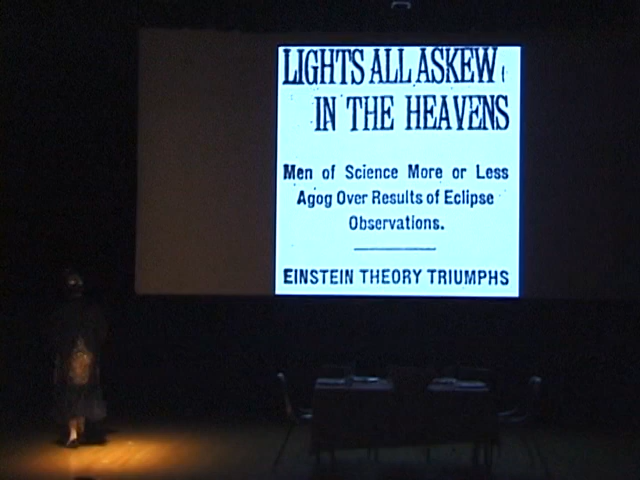 LIGHTS ALL ASKEW
IN THE HEAVENS
Men of Science More or Less
Agog Over Results of Eclipse
Observations.
EINSTEIN THEORY TRIUMPHS